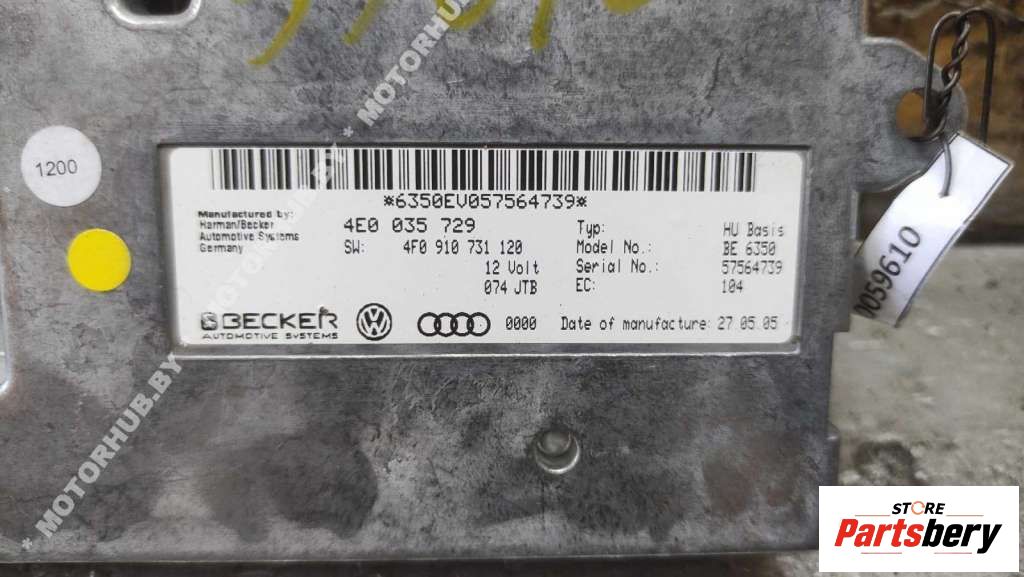 1200
*6350EV057564739*
Manufactured by:
Harman/Becker
Automotive Systems
Germany
4E0 035 729
SW: 4F0 910 731 120
12 Volt
074 JTB
Typ: HU Basis
Model No.: BE 6350
Serial No.: 57564739
EC: 104
BECKER
AUTOMOTIVE SYSTEMS
0000
Date of manufacture: 27 05.05
0059610
* MOTORHUB.BY * MOTORHUB.BY
STORE
Partsbery